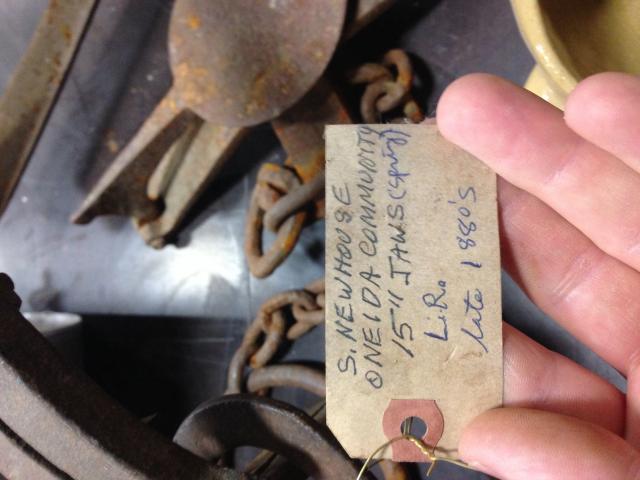 S. NEWHOUSE
ONEIDA COMMUNITY
15" JAWS (Spring)
L.R.
late 1880's